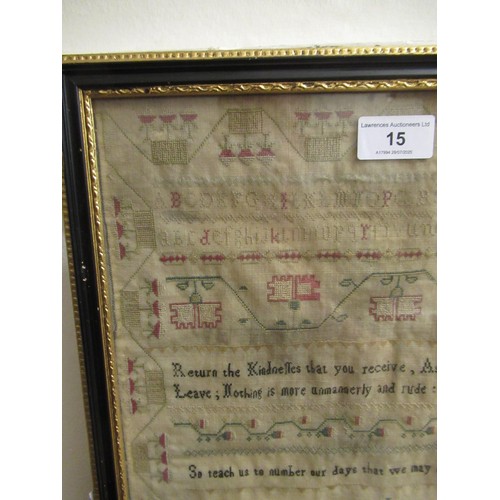 Lawrences Auctioneers Ltd
15
A B C D E F G H I K L M N O P Q R
a b c d e f g h i j k l m n o p q r s t v u w
Return the Kindnesses that you receive, As
Leave; Nothing is more unmannerly and rude :
So teach us to number our days that we may